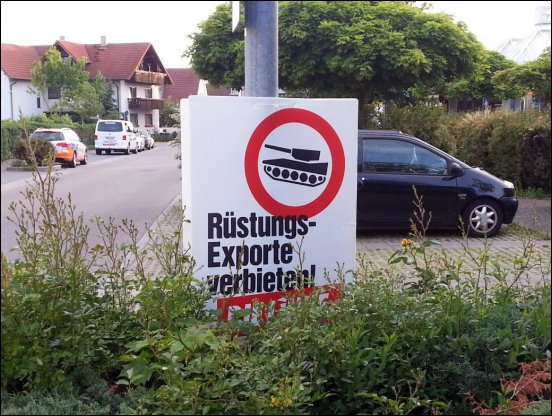 Rüstungs-
Exporte
verbieten!